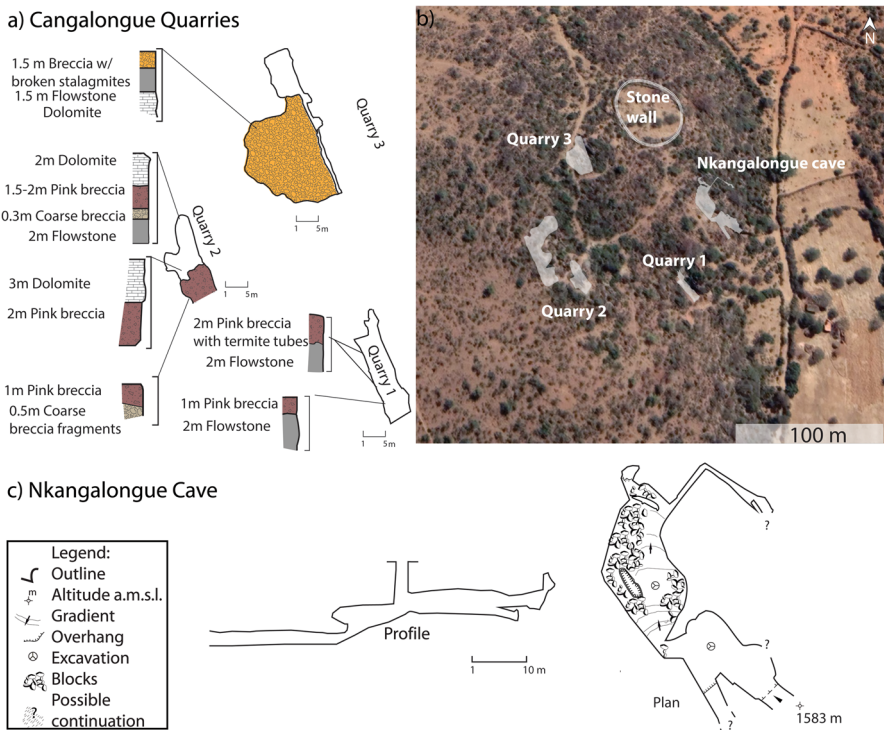 a) Cangalongue Quarries
1.5 m Breccia w/
broken stalagmites
1.5 m Flowstone
Dolomite
Quarry 3
1 5m
2m Dolomite
1.5-2m Pink breccia
0.3m Coarse breccia
2m Flowstone
Quarry 2
1 5m
3m Dolomite
2m Pink breccia
1m Pink breccia
0.5m Coarse
breccia fragments
2m Pink breccia
with termite tubes
2m Flowstone
1m Pink breccia
2m Flowstone
Quarry 1
1 5m
b)
N
Stone
wall
Quarry 3
Nkangalongue cave
Quarry 1
Quarry 2
100 m
c) Nkangalongue Cave
Legend:
Outline
m
Altitude a.m.s.l.
Gradient
Overhang
Excavation
Blocks
Possible
? continuation
Profile
1 10 m
?
?
?
Plan
1583 m